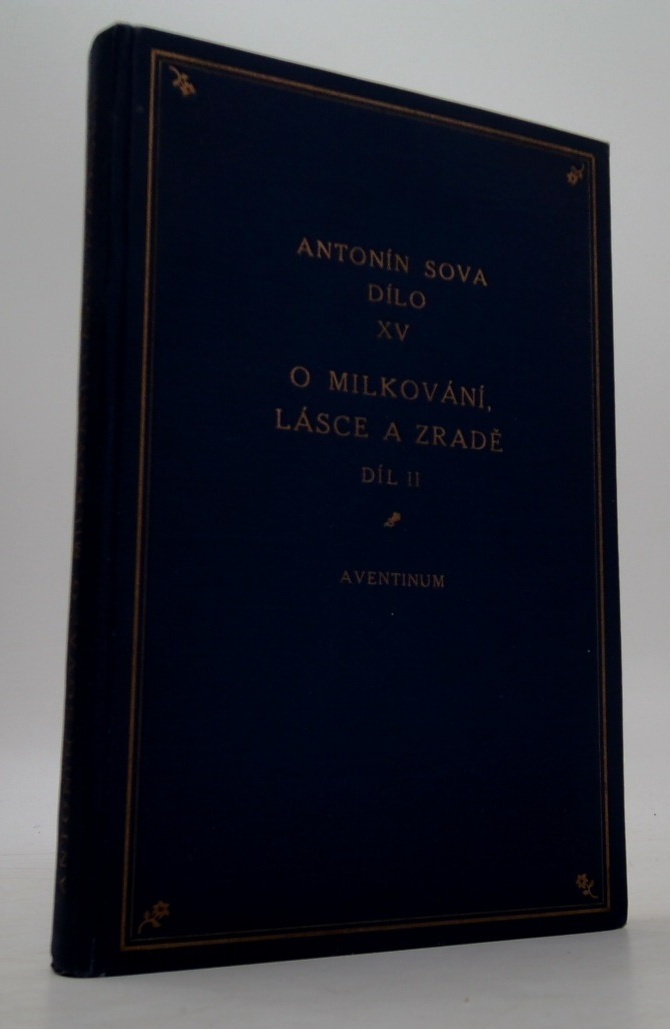 ANTONÍN SOVA
DÍLO
XV
O MILKOVÁNÍ,
LÁSCE A ZRADĚ
DÍL II
AVENTINUM